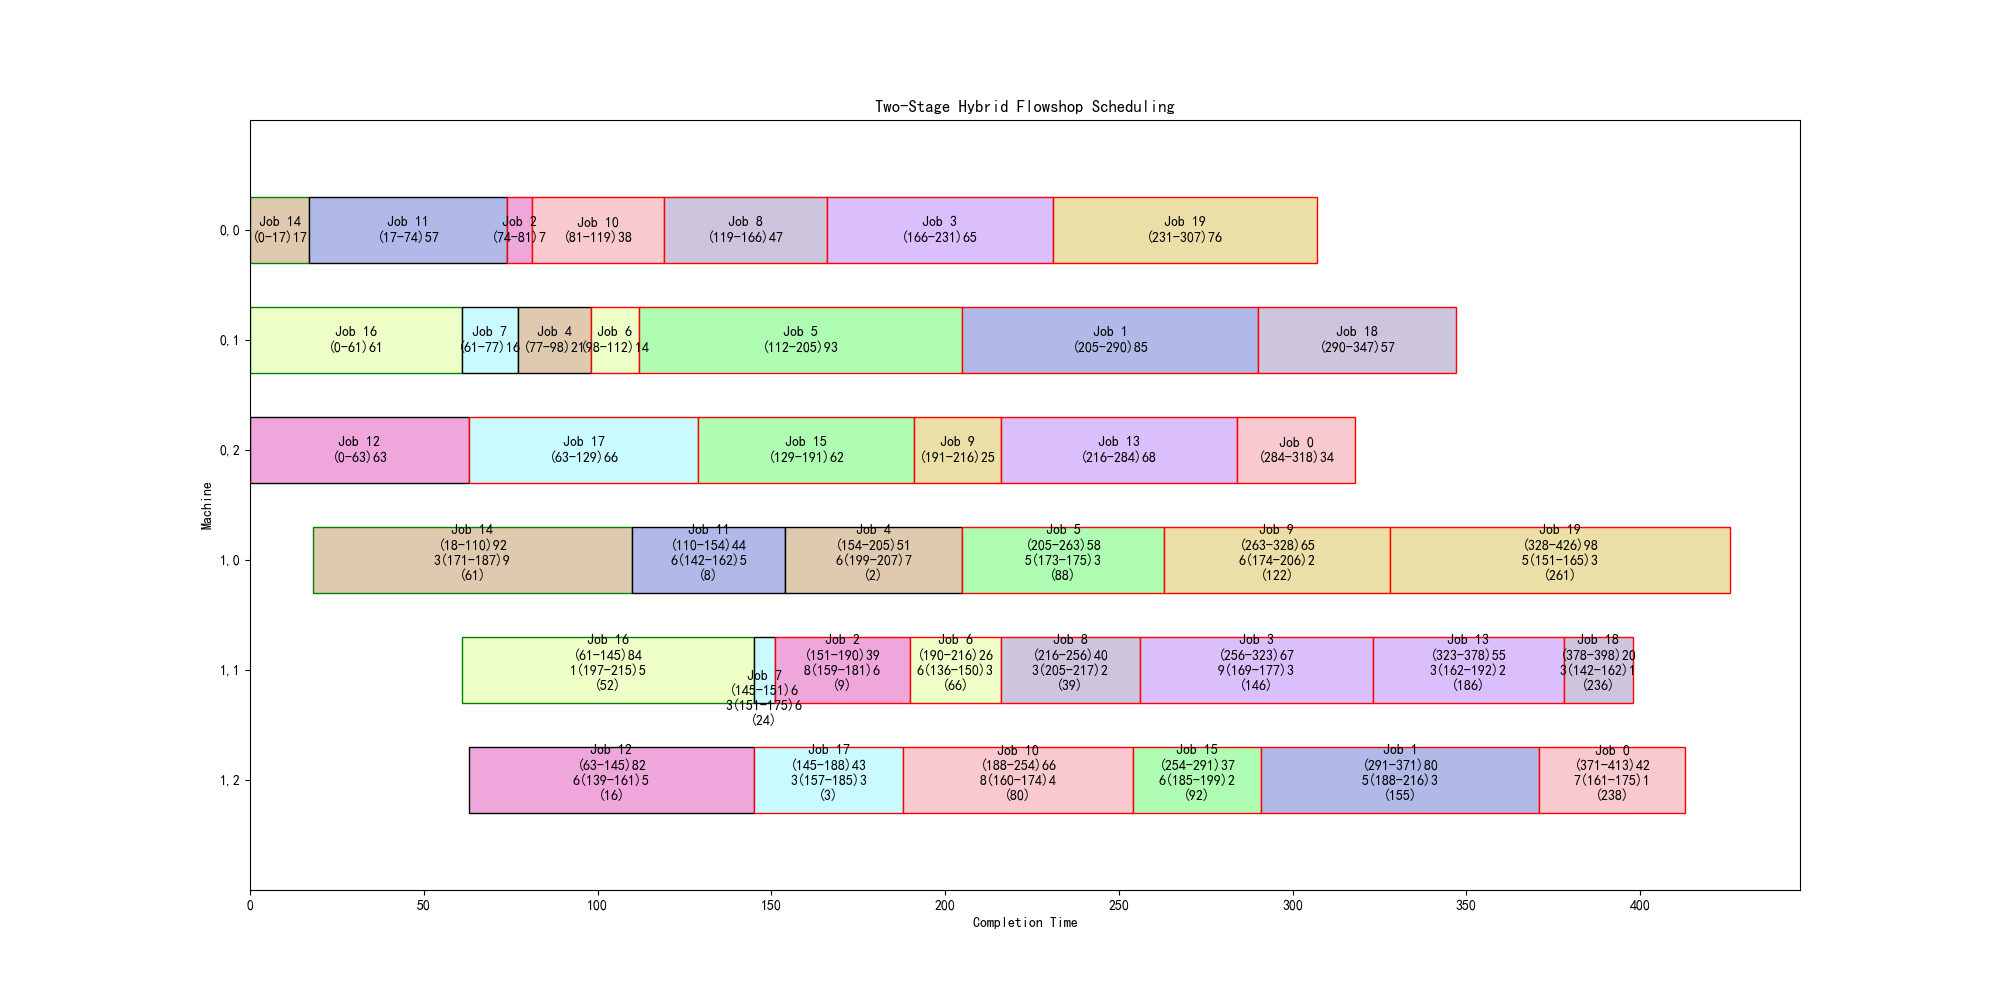 Two-Stage Hybrid Flowshop Scheduling
0,0
Job 14
(0-17)17
Job 11
(17-74)57
Job 2
(74-81)7
Job 10
(81-119)38
Job 8
(119-166)47
Job 3
(166-231)65
Job 19
(231-307)76
0,1
Job 16
(0-61)61
Job 7
(61-77)16
Job 4
(77-98)21
Job 6
(98-112)14
Job 5
(112-205)93
Job 1
(205-290)85
Job 18
(290-347)57
0,2
Job 12
(0-63)63
Job 17
(63-129)66
Job 15
(129-191)62
Job 9
(191-216)25
Job 13
(216-284)68
Job 0
(284-318)34
Machine
1,0
Job 14
(18-110)92
3(171-187)9
(61)
Job 11
(110-154)44
6(142-162)5
(8)
Job 4
(154-205)51
6(199-207)7
(2)
Job 5
(205-263)58
5(173-175)3
(88)
Job 9
(263-328)65
6(174-206)2
(122)
Job 19
(328-426)98
5(151-165)3
(261)
1,1
Job 16
(61-145)84
1(197-215)5
(52)
Job 7
(145-151)6
3(151-175)6
(24)
Job 2
(151-190)39
8(159-181)6
(9)
Job 6
(190-216)26
6(136-150)3
(66)
Job 8
(216-256)40
3(205-217)2
(39)
Job 3
(256-323)67
9(169-177)3
(146)
Job 13
(323-378)55
3(162-192)2
(186)
Job 18
(378-398)20
3(142-162)1
(236)
1,2
Job 12
(63-145)82
6(139-161)5
(16)
Job 17
(145-188)43
3(157-185)3
(3)
Job 10
(188-254)66
8(160-174)4
(80)
Job 15
(254-291)37
6(185-199)2
(92)
Job 1
(291-371)80
5(188-216)3
(155)
Job 0
(371-413)42
7(161-175)1
(238)
0 50 100 150 200 250 300 350 400
Completion Time